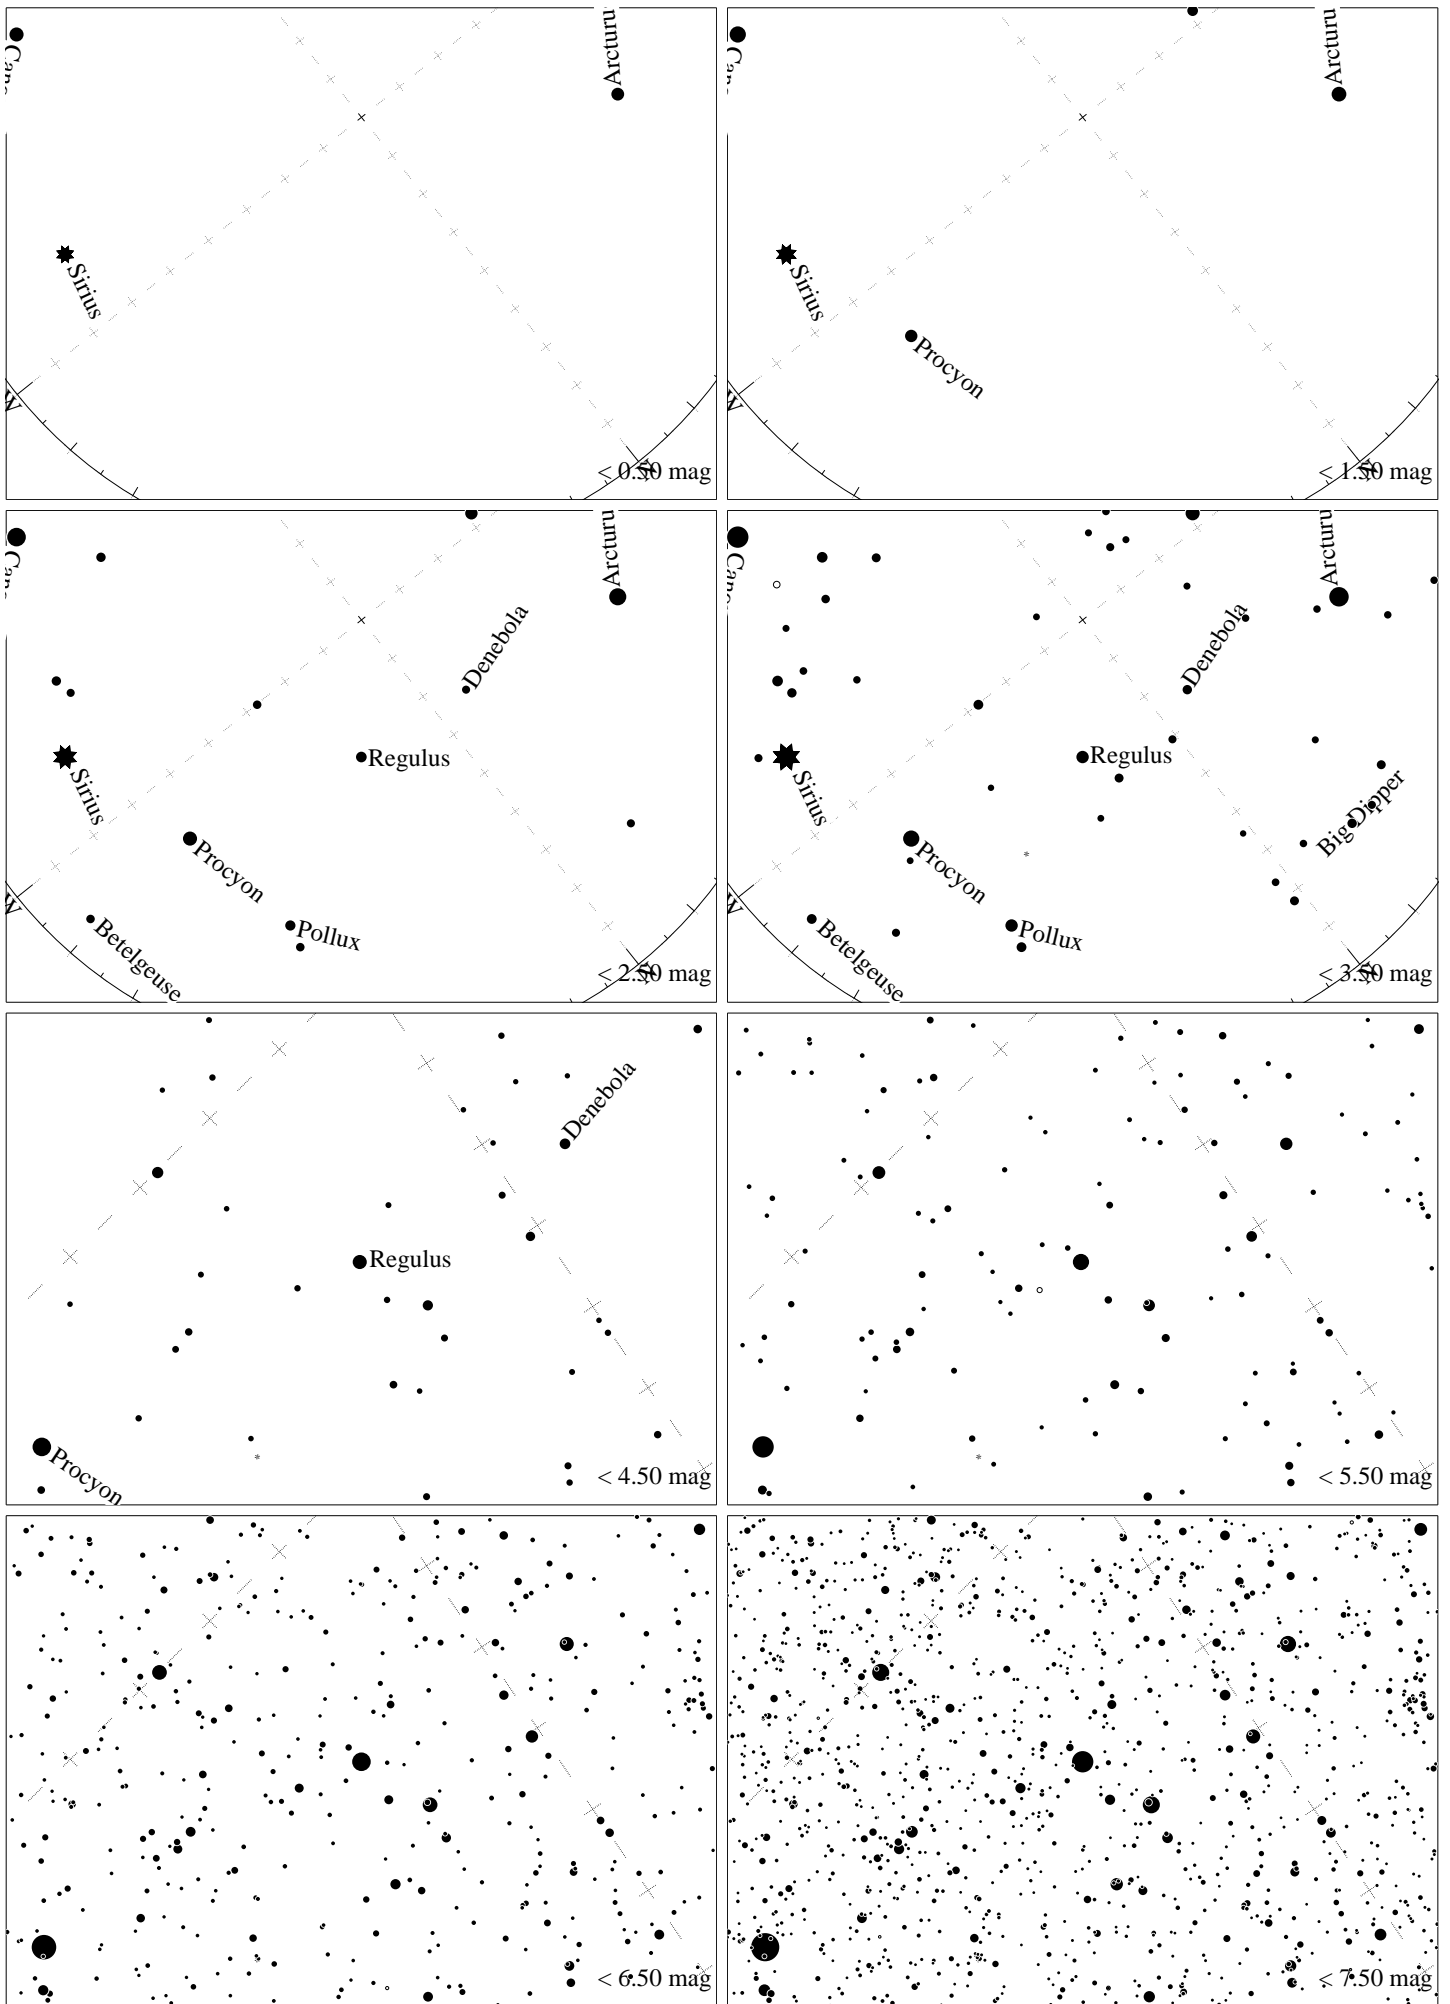 Cano
Arcturu
Sirius
W
N
< 0.50 mag
Arcturu
Sirius
Procyon
W
< 1.50 mag
Arcturu
Denebola
Regulus
Sirius
Procyon
Pollux
Betelgeuse
W
< 2.50 mag
Arcturu
Denebola
Regulus
Sirius
Big Dipper
Procyon
Pollux
Betelgeuse
W
< 3.50 mag
Denebola
Regulus
Procyon
< 4.50 mag
< 5.50 mag
< 6.50 mag
< 7.50 mag